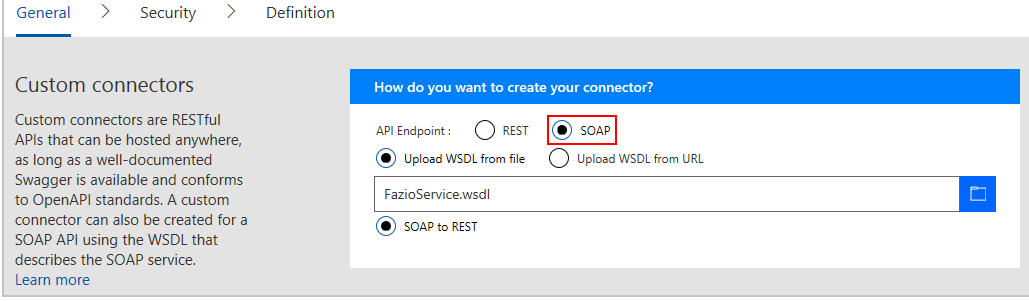 General > Security > Definition
Custom connectors
Custom connectors are RESTful
APIs that can be hosted anywhere,
as long as a well-documented
Swagger is available and conforms
to OpenAPI standards. A custom
connector can also be created for a
SOAP API using the WSDL that
describes the SOAP service.
Learn more
How do you want to create your connector?
API Endpoint : REST SOAP
Upload WSDL from file Upload WSDL from URL
FazioService.wsdl
SOAP to REST